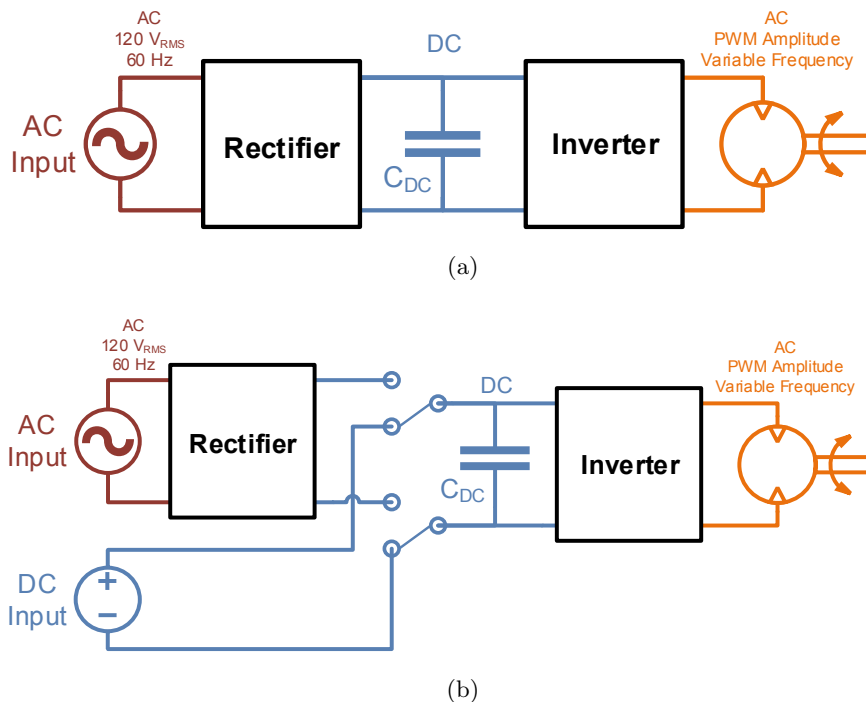 AC
120 VRMS
60 Hz
AC
Input
Rectifier
DC
CDC
Inverter
AC
PWM Amplitude
Variable Frequency
(a)
AC
120 VRMS
60 Hz
AC
Input
Rectifier
DC
Input
+
−
DC
CDC
Inverter
AC
PWM Amplitude
Variable Frequency
(b)